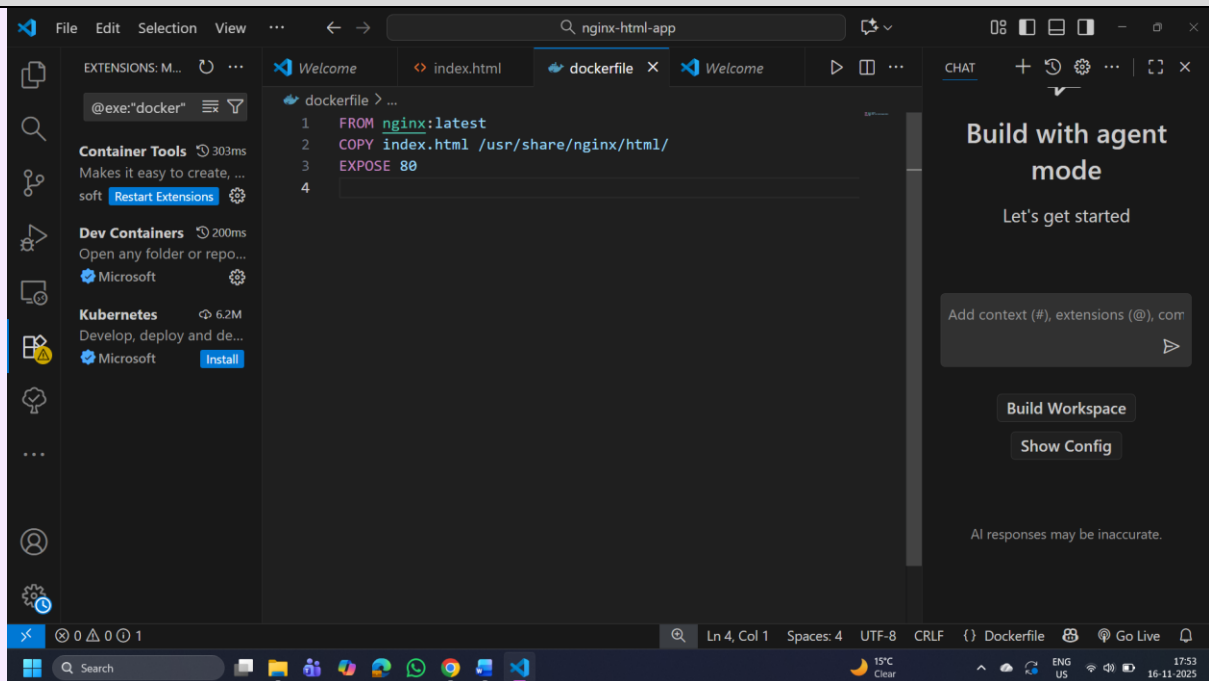 File Edit Selection View ···
nginx-html-app
EXTENSIONS: M... ···
@exe:"docker"
Container Tools 303ms
Makes it easy to create, ...
soft Restart Extensions
Dev Containers 200ms
Open any folder or repo...
Microsoft
Kubernetes 6.2M
Develop, deploy and de...
Microsoft Install
Welcome index.html dockerfile Welcome ···
dockerfile > ...
1 FROM nginx:latest
2 COPY index.html /usr/share/nginx/html/
3 EXPOSE 80
4
CHAT ···
Build with agent
mode
Let's get started
Add context (#), extensions (@), com
Build Workspace
Show Config
AI responses may be inaccurate.
0 0 1
Ln 4, Col 1 Spaces: 4 UTF-8 CRLF {} Dockerfile Go Live
Search
15°C
Clear
ENG
US
17:53
16-11-2025